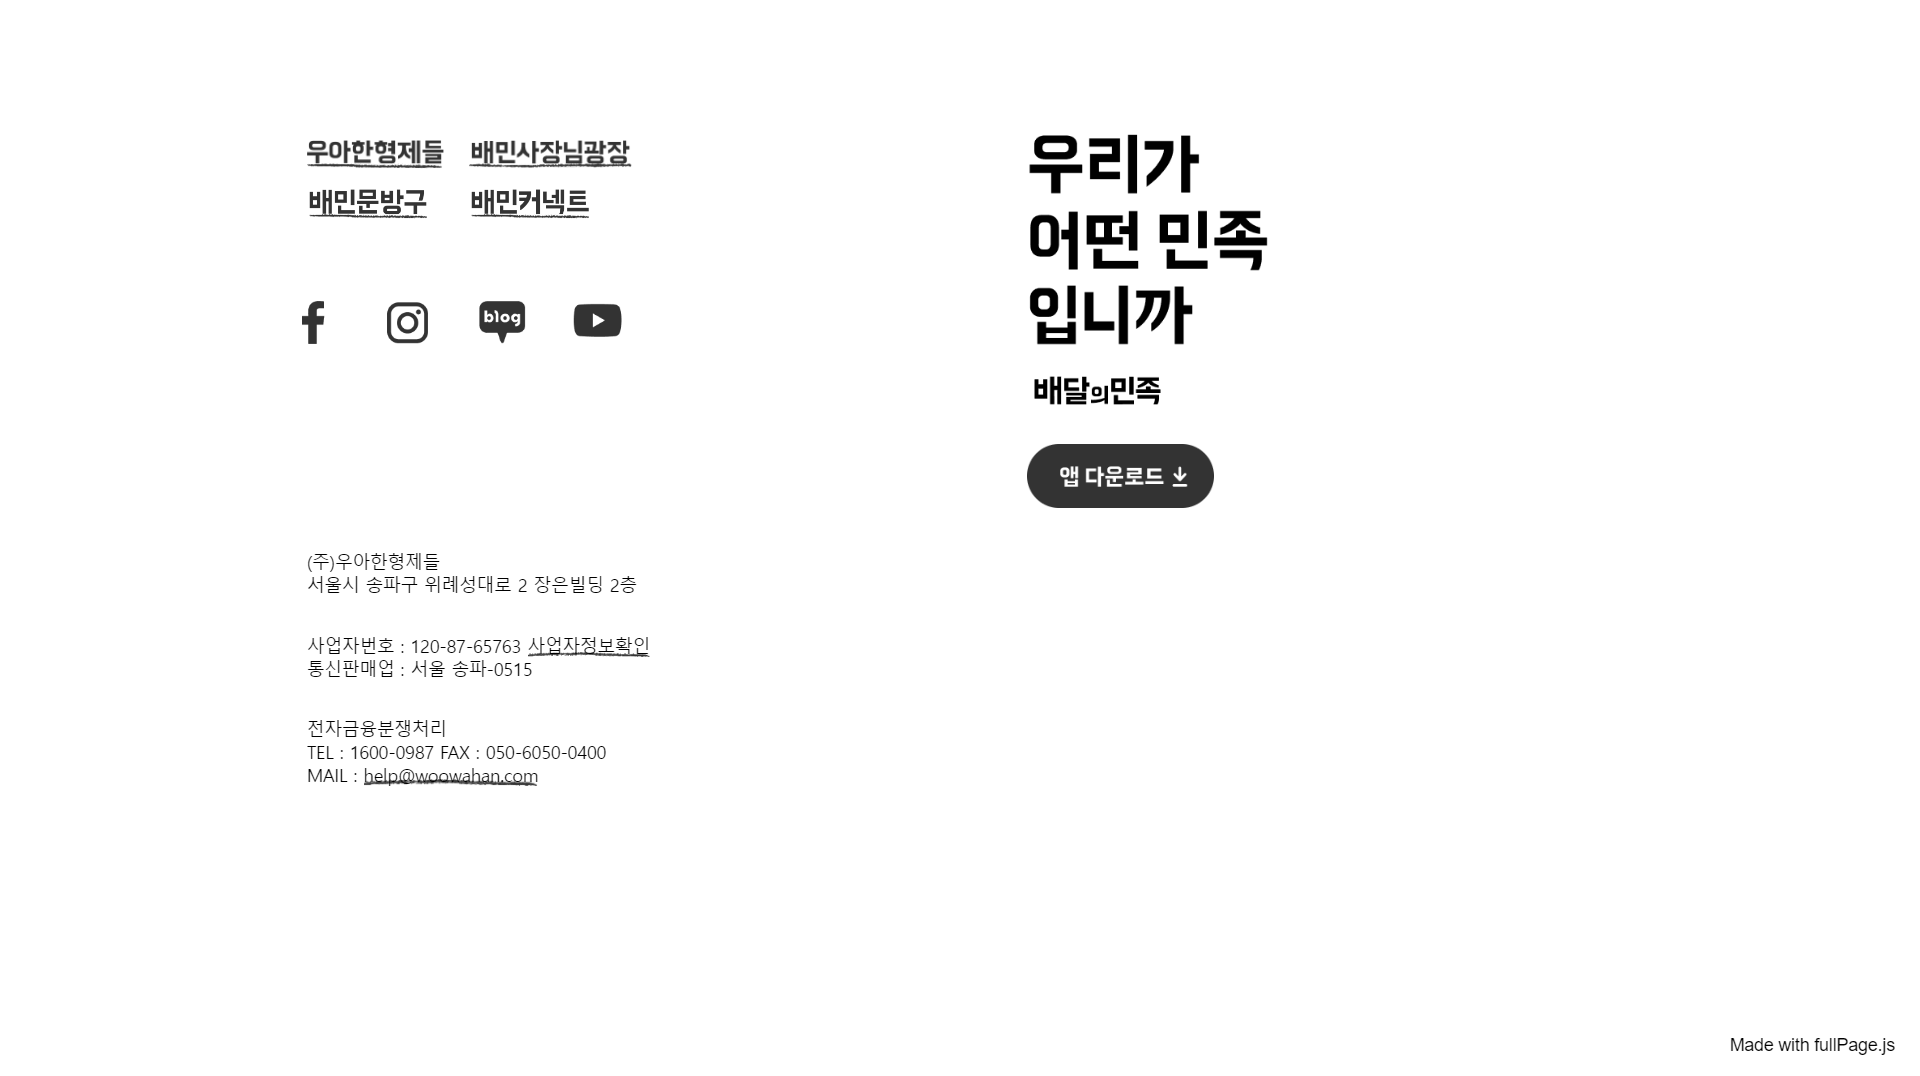 우아한형제들 배민사장님광장
배민문방구 배민커넥트
blog
(주)우아한형제들
서울시 송파구 위례성대로 2 장은빌딩 2층
사업자번호 : 120-87-65763 사업자정보확인
통신판매업 : 서울 송파-0515
전자금융분쟁처리
TEL : 1600-0987 FAX : 050-6050-0400
MAIL : help@woowahan.com
우리가
어떤 민족
입니까
배달의민족
앱 다운로드
Made with fullPage.js